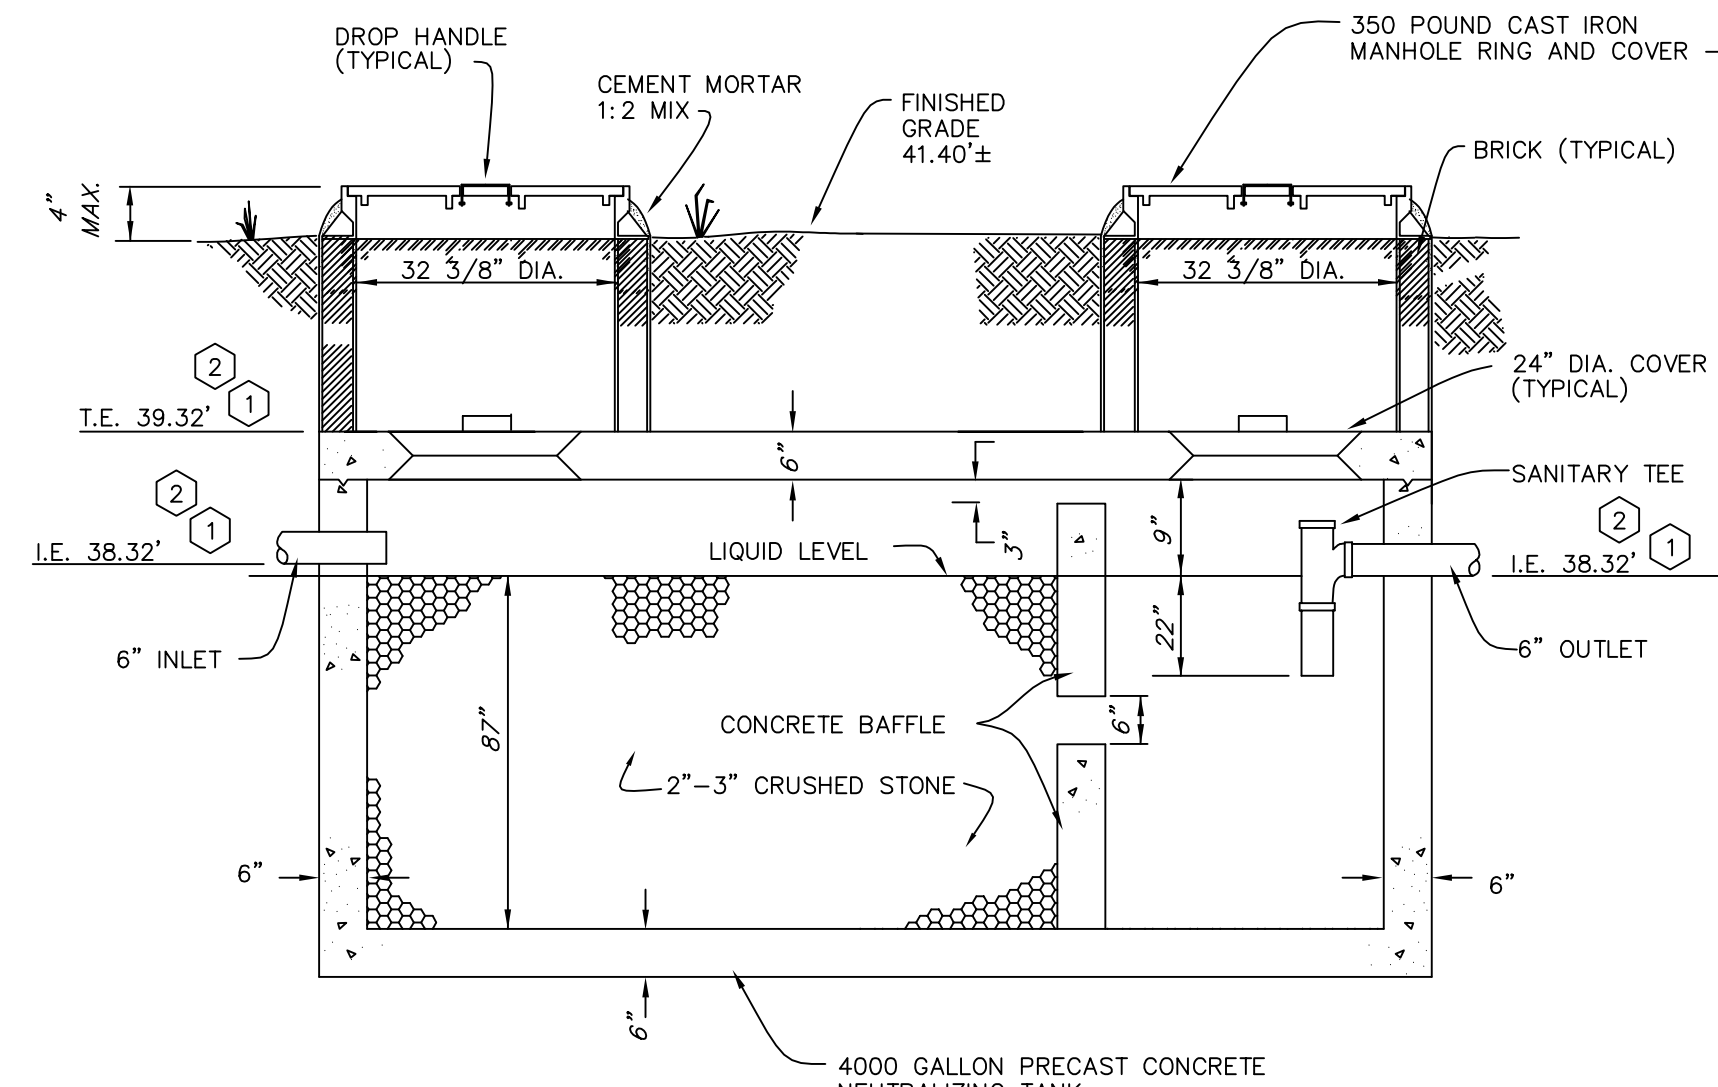 DROP HANDLE
(TYPICAL)
CEMENT MORTAR
1:2 MIX
FINISHED
GRADE
41.40'±
350 POUND CAST IRON
MANHOLE RING AND COVER –
BRICK (TYPICAL)
4"
MAX.
32 3/8" DIA.
32 3/8" DIA.
2
1
T.E. 39.32'
24" DIA. COVER
(TYPICAL)
6"
SANITARY TEE
2
1
I.E. 38.32'
LIQUID LEVEL
3"
9"
2
1
I.E. 38.32'
22"
6" INLET
6" OUTLET
87"
CONCRETE BAFFLE
6"
2"–3" CRUSHED STONE
6"
6"
6"
4000 GALLON PRECAST CONCRETE
NEUTRALIZING TANK